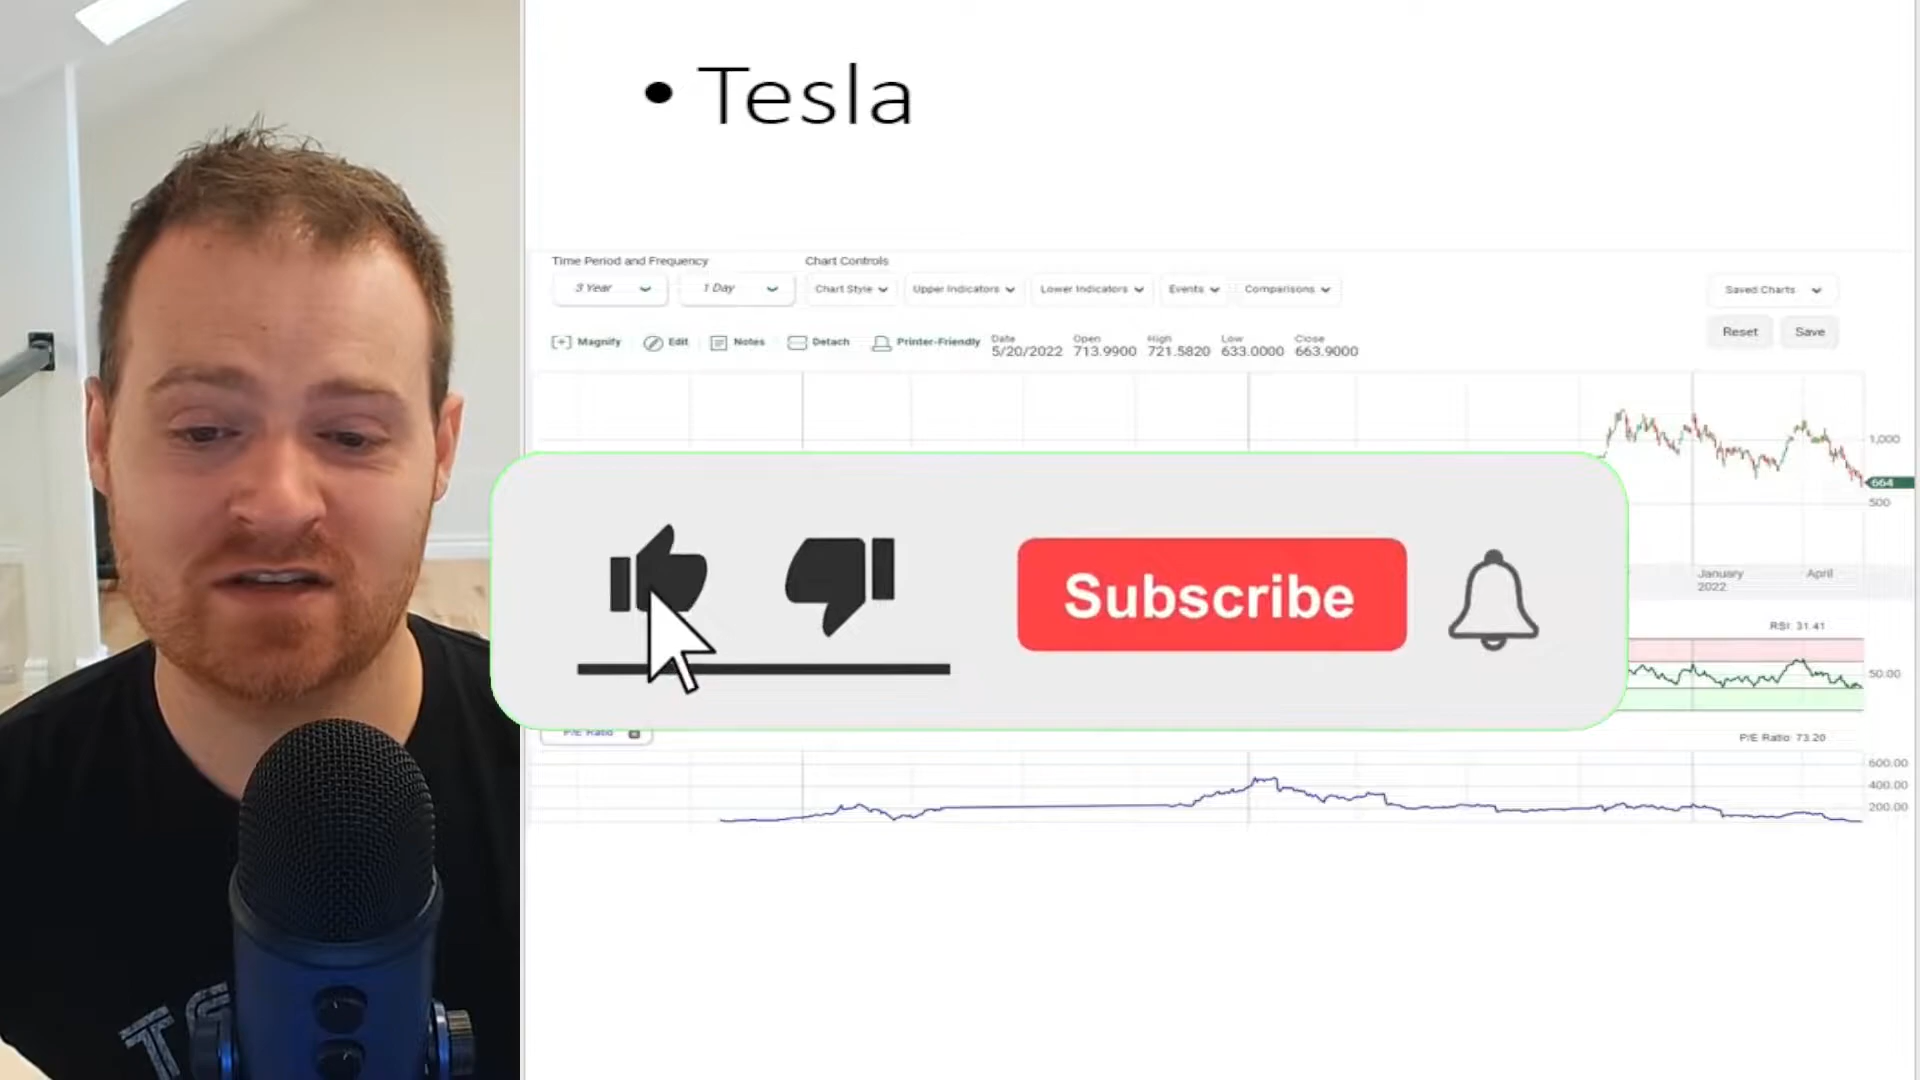 • Tesla
Time Period and Frequency
Chart Controls
3 Year
1 Day
Chart Style
Upper Indicators
Lower Indicators
Events
Comparisons
Saved Charts
Magnify
Edit
Notes
Detach
Printer-Friendly
Date
5/20/2022
Open
713.9900
High
721.5820
Low
633.0000
Close
663.9000
Reset
Save
1,000
664
500
January
2022
April
Subscribe
RSI: 31.41
50.00
P/E Ratio
P/E Ratio: 73.20
600.00
400.00
200.00